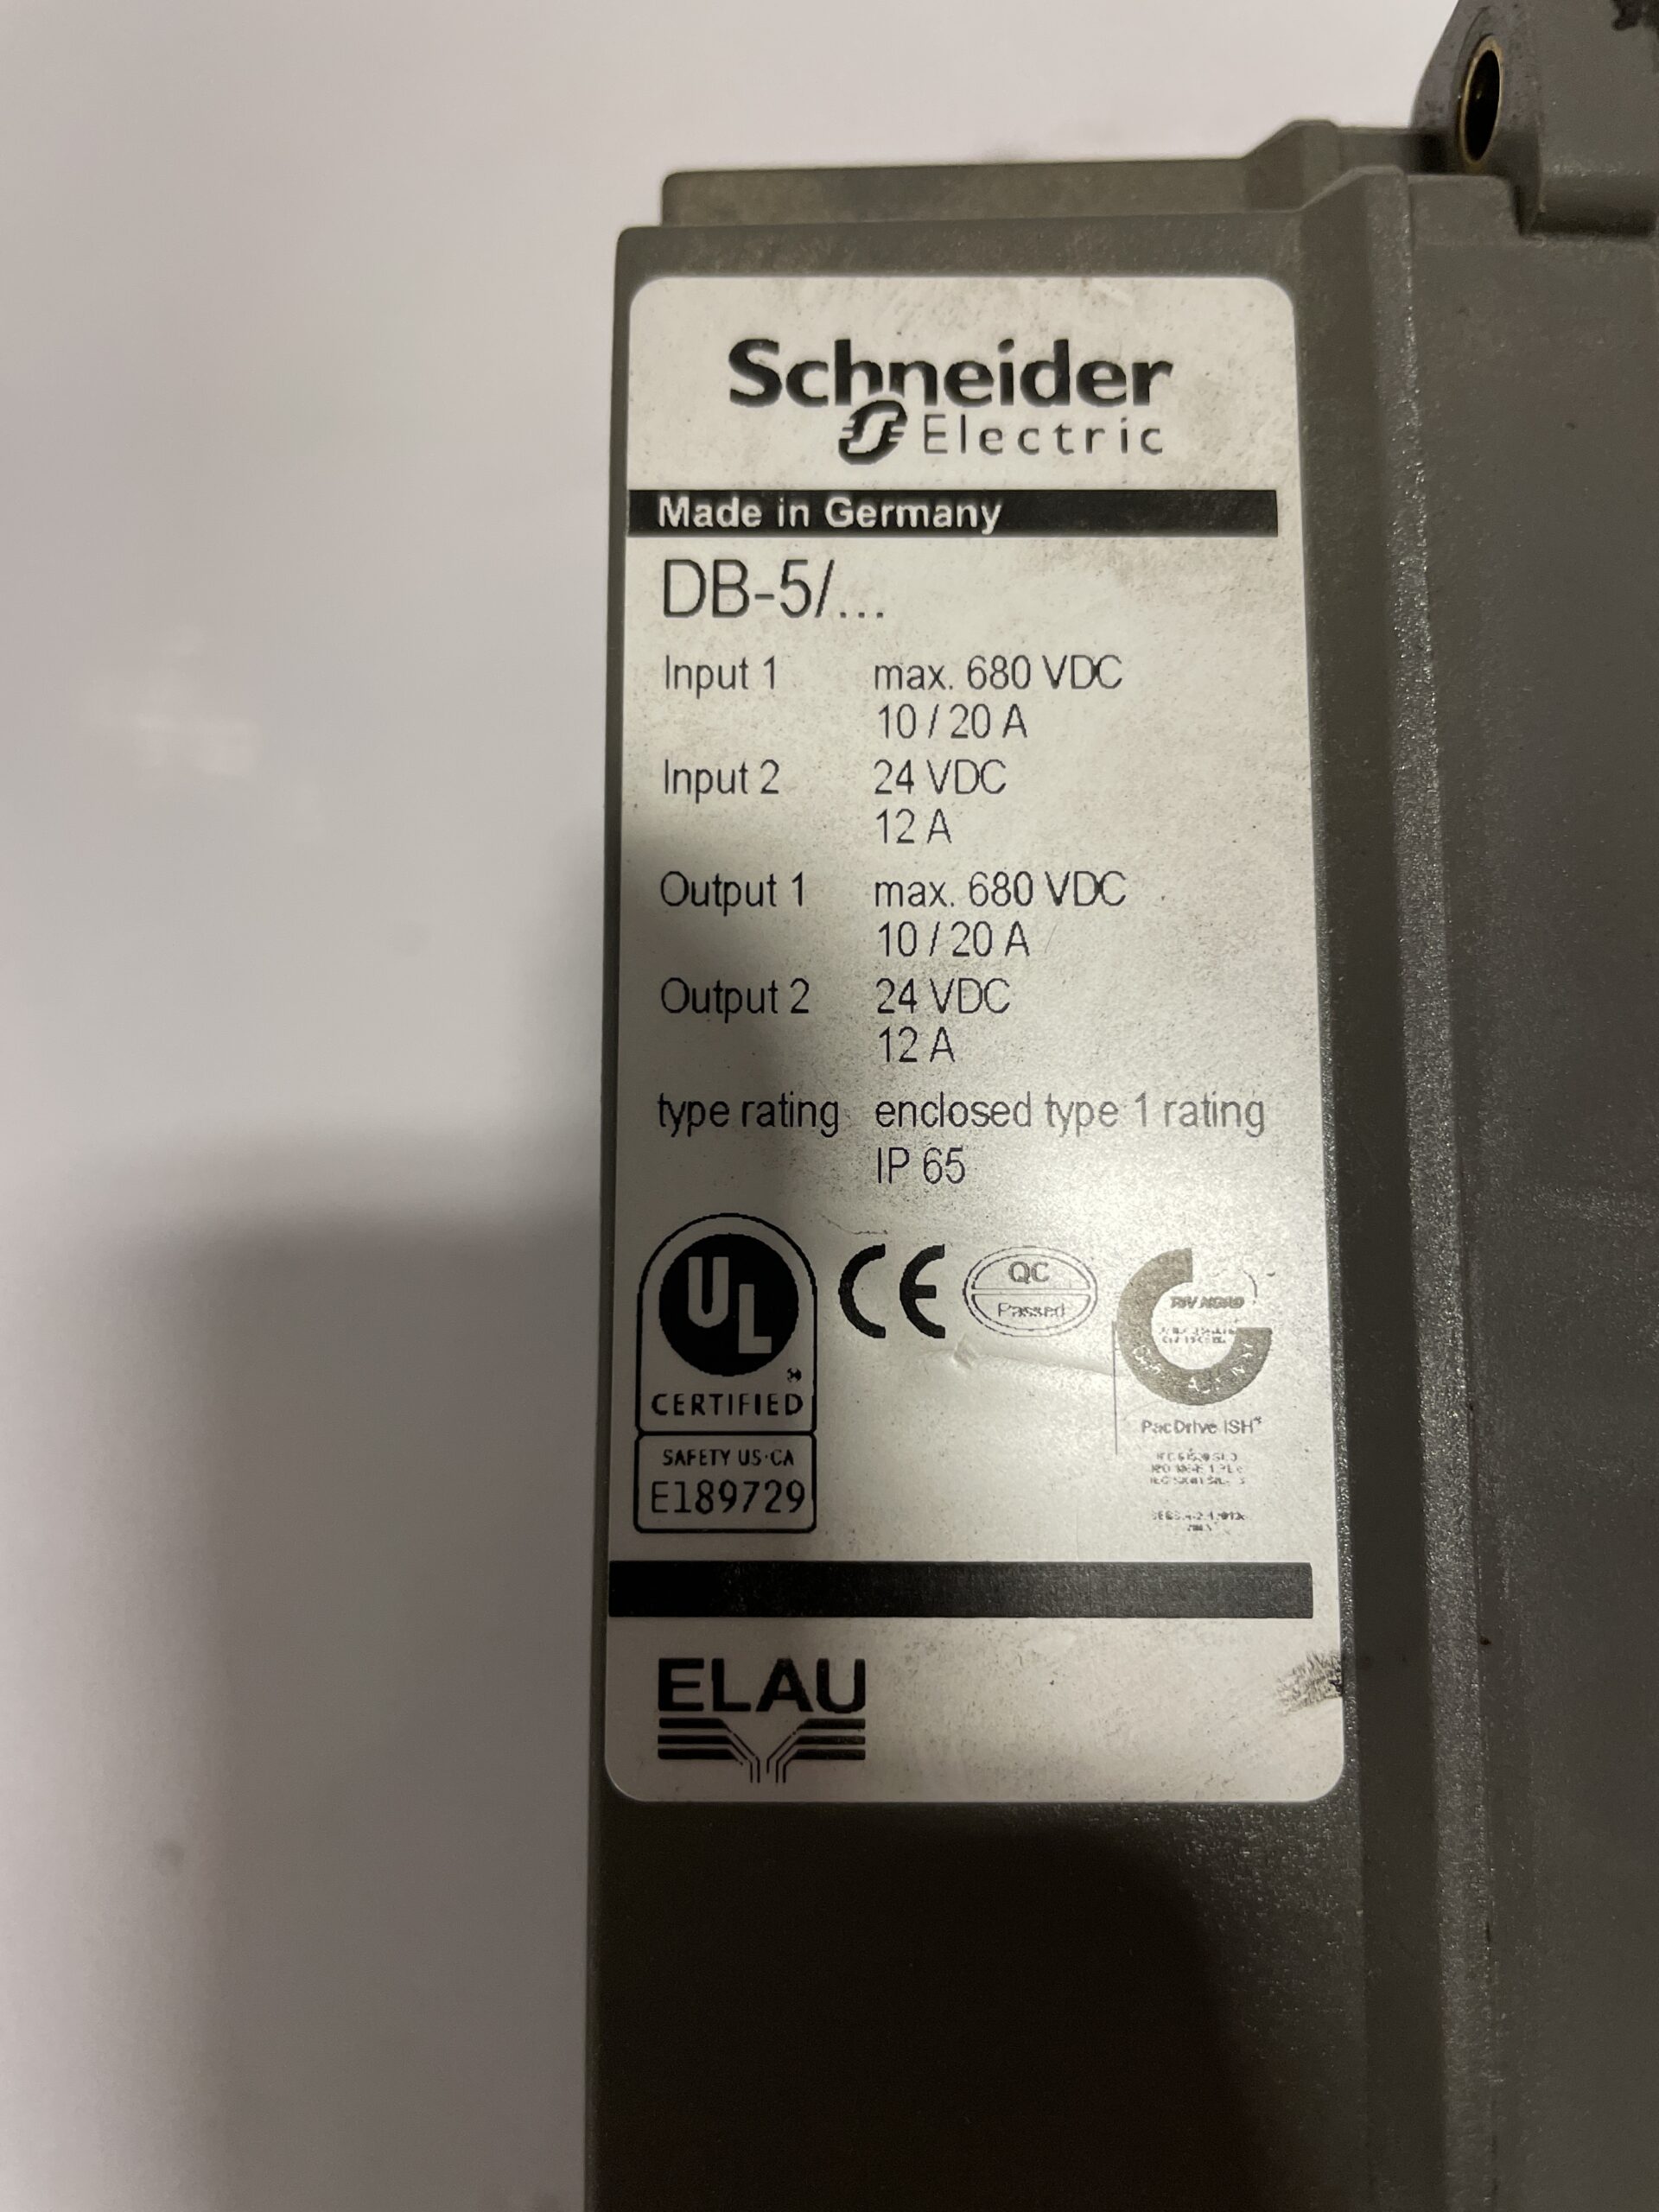 Schneider
Electric
Made in Germany
DB-5/...
Input 1 max. 680 VDC
10 / 20 A
Input 2 24 VDC
12 A
Output 1 max. 680 VDC
10 / 20 A
Output 2 24 VDC
12 A
type rating enclosed type 1 rating
IP 65
UL
®
CERTIFIED
SAFETY US·CA
E189729
CE
QC
Passed
TÜV NORD
PacDrive iSH*
ELAU